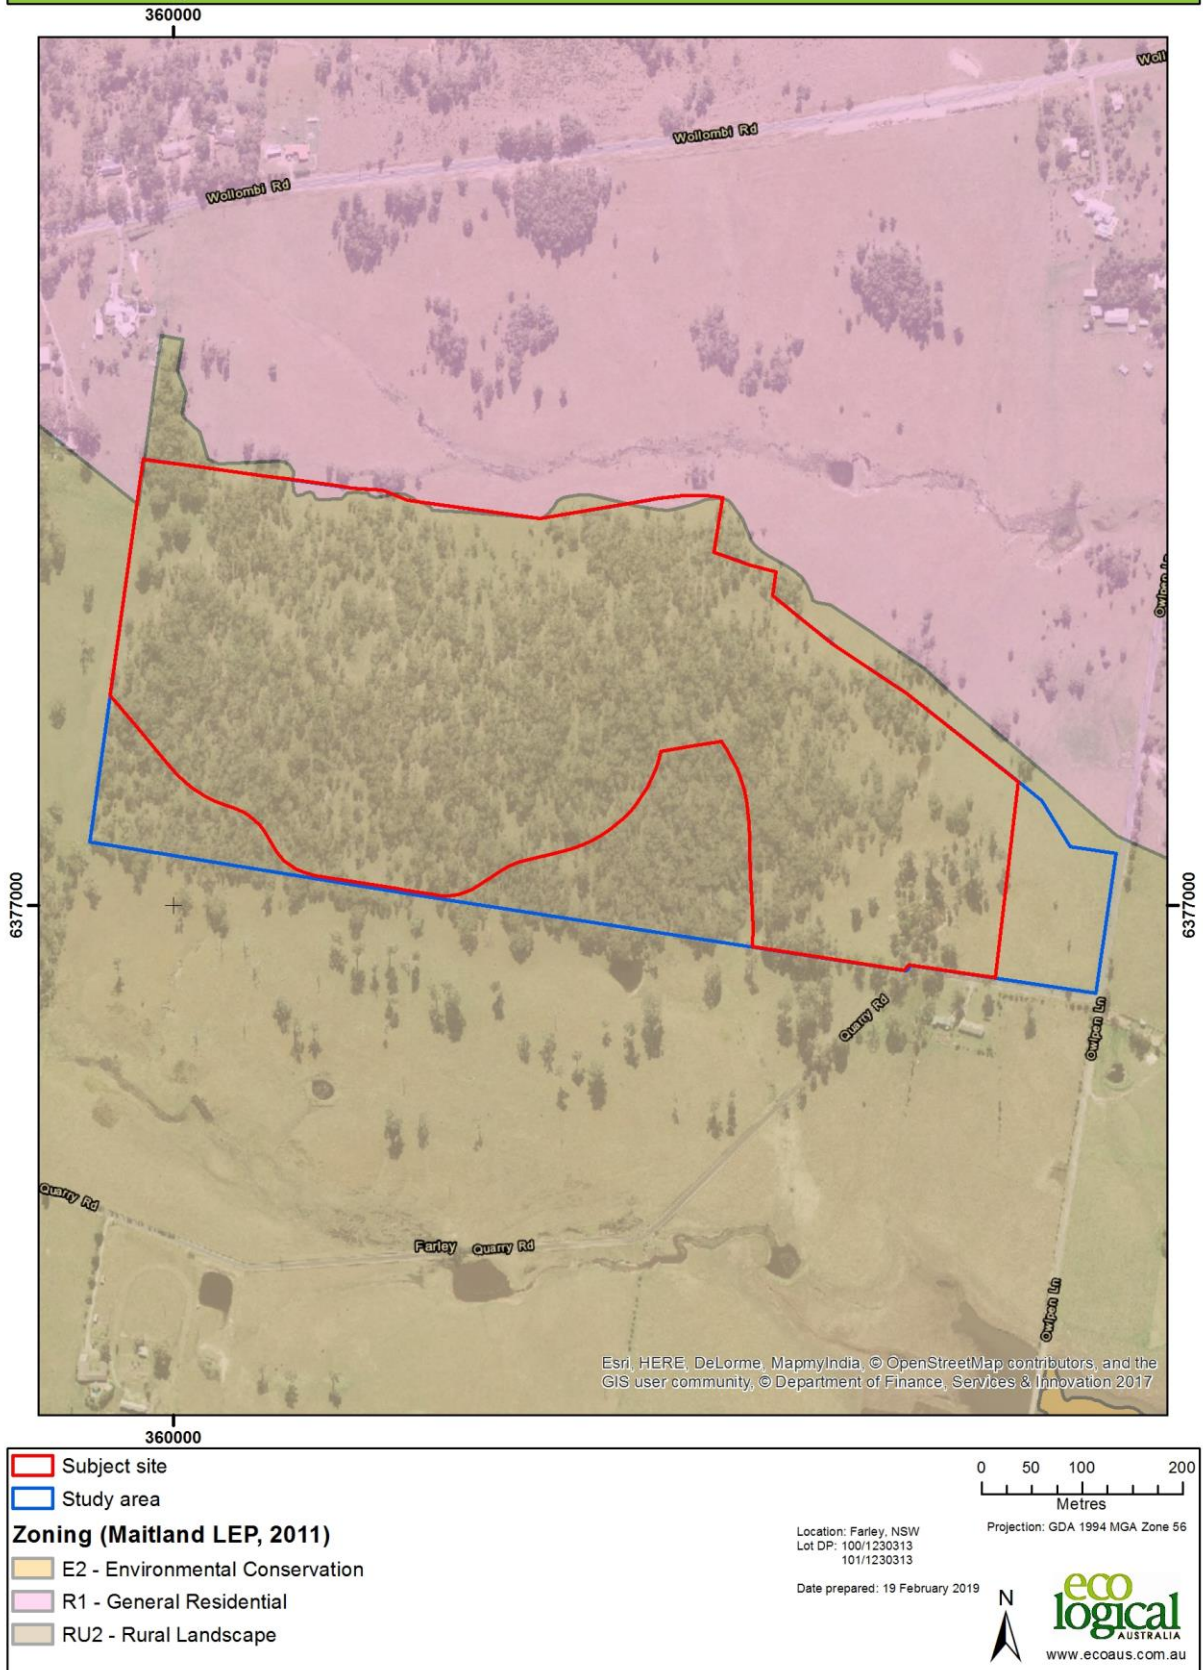 360000
Woll
Wollombi Rd
Wollombi Rd
Owlpen Ln
6377000
6377000
Quarry Rd
Owlpen Ln
Quarry Rd
Farley Quarry Rd
Owlpen Ln
Esri, HERE, DeLorme, MapmyIndia, © OpenStreetMap contributors, and the
GIS user community, © Department of Finance, Services & Innovation 2017
360000
Subject site
Study area
Zoning (Maitland LEP, 2011)
E2 - Environmental Conservation
R1 - General Residential
RU2 - Rural Landscape
0 50 100 200
Metres
Projection: GDA 1994 MGA Zone 56
Location: Farley, NSW
Lot DP: 100/1230313
101/1230313
Date prepared: 19 February 2019
N
eco
logical
AUSTRALIA
www.ecoaus.com.au